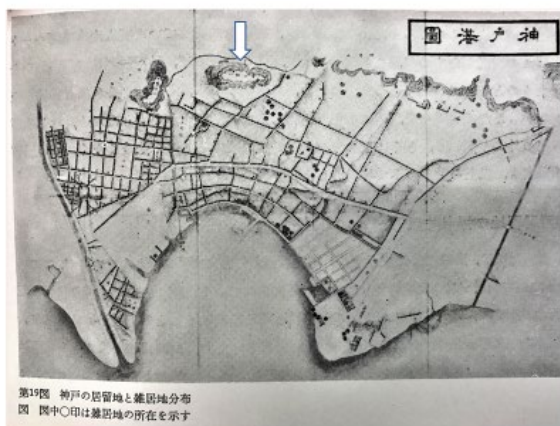 神戸港圖
第19図　神戸の居留地と雑居地分布
図　図中〇印は雑居地の所在を示す